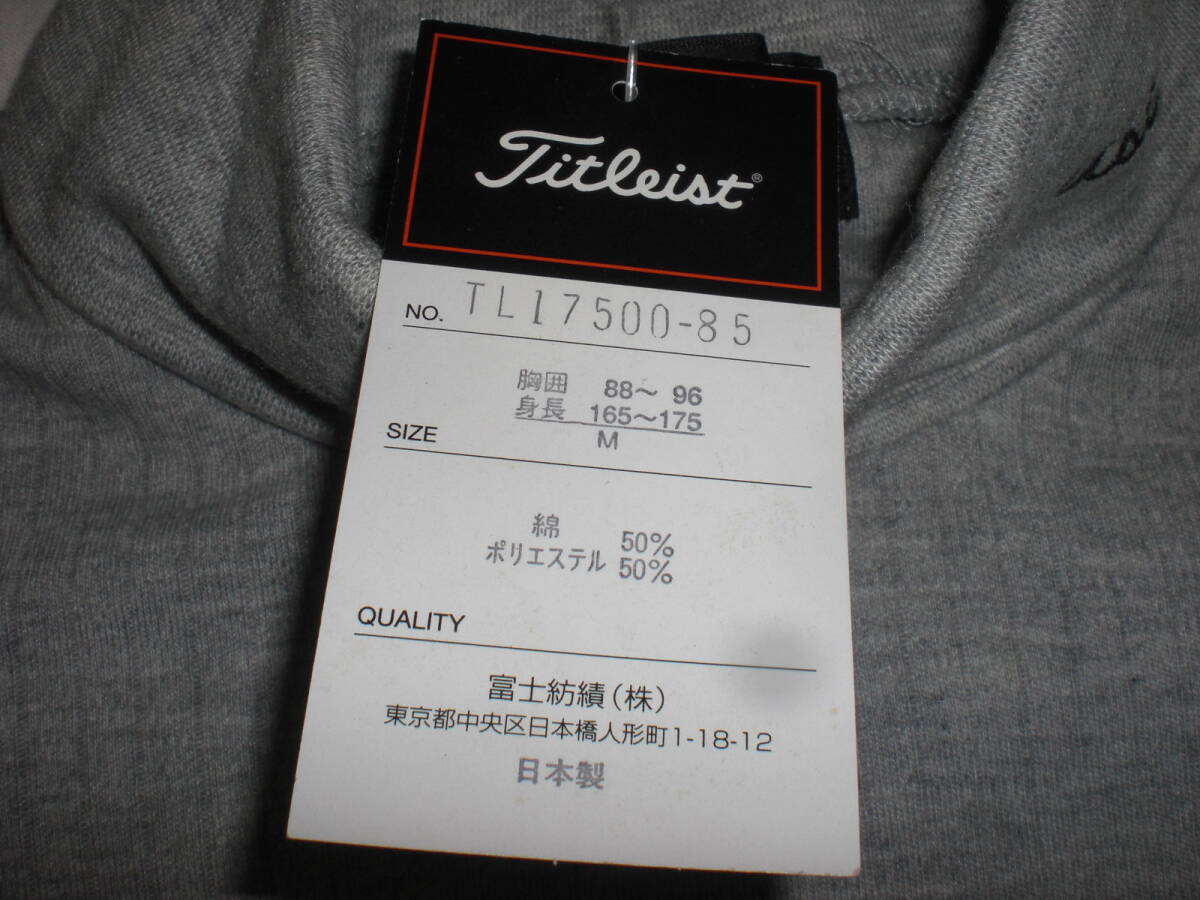 Titleist®
NO. TL17500-85
胸囲 88～ 96
身長 165～175
M
SIZE
綿 50%
ポリエステル 50%
QUALITY
富士紡績(株)
東京都中央区日本橋人形町1-18-12
日本製